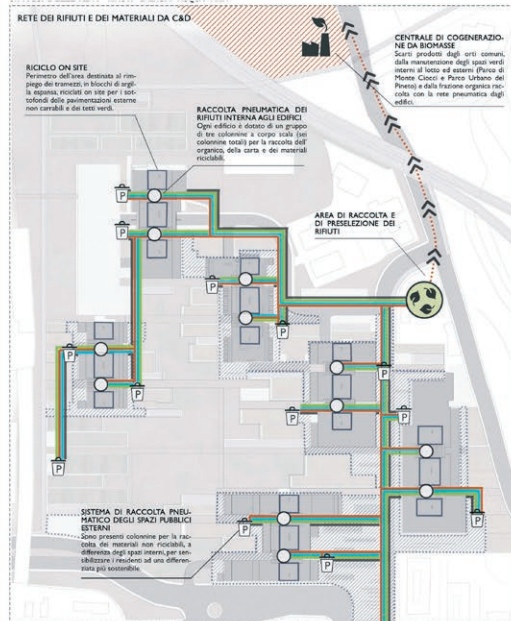 RETE DEI RIFIUTI E DEI MATERIALI DA C&D
CENTRALE DI COGENERAZIO-
NE DA BIOMASSE
Scarti prodotti dagli orti comuni,
dalla manutenzione degli spazi verdi
interni al lotto ed esterni (Parco di
Monte Ciocci e Parco Urbano del
Pineto) e dalla frazione organica rac-
colta con la rete pneumatica dagli
edifici.
RICICLO ON SITE
Perimetro dell'area destinata al rim-
piego dei tramezzi, in blocchi di argil-
la espansa, riciclati on site per i sot-
tofondi delle pavimentazioni esterne
non carrabili e dei tetti verdi.
RACCOLTA PNEUMATICA DEI
RIFIUTI INTERNA AGLI EDIFICI
Ogni edificio è dotato di un gruppo
di tre colonnine a corpo scala (sei
colonnine totali) per la raccolta dell'
organico, della carta e dei materiali
riciclabili.
AREA DI RACCOLTA E
DI PRESELEZIONE DEI
RIFIUTI
P
P
P
P
P
P
P
P
P
P
P
P
P
P
SISTEMA DI RACCOLTA PNEU-
MATICO DEGLI SPAZI PUBBLICI
ESTERNI
Sono presenti colonnine per la rac-
colta dei materiali non riciclabili, a
differenza degli spazi interni, per sen-
sibilizzare i residenti ad una differen-
ziata più sostenibile.